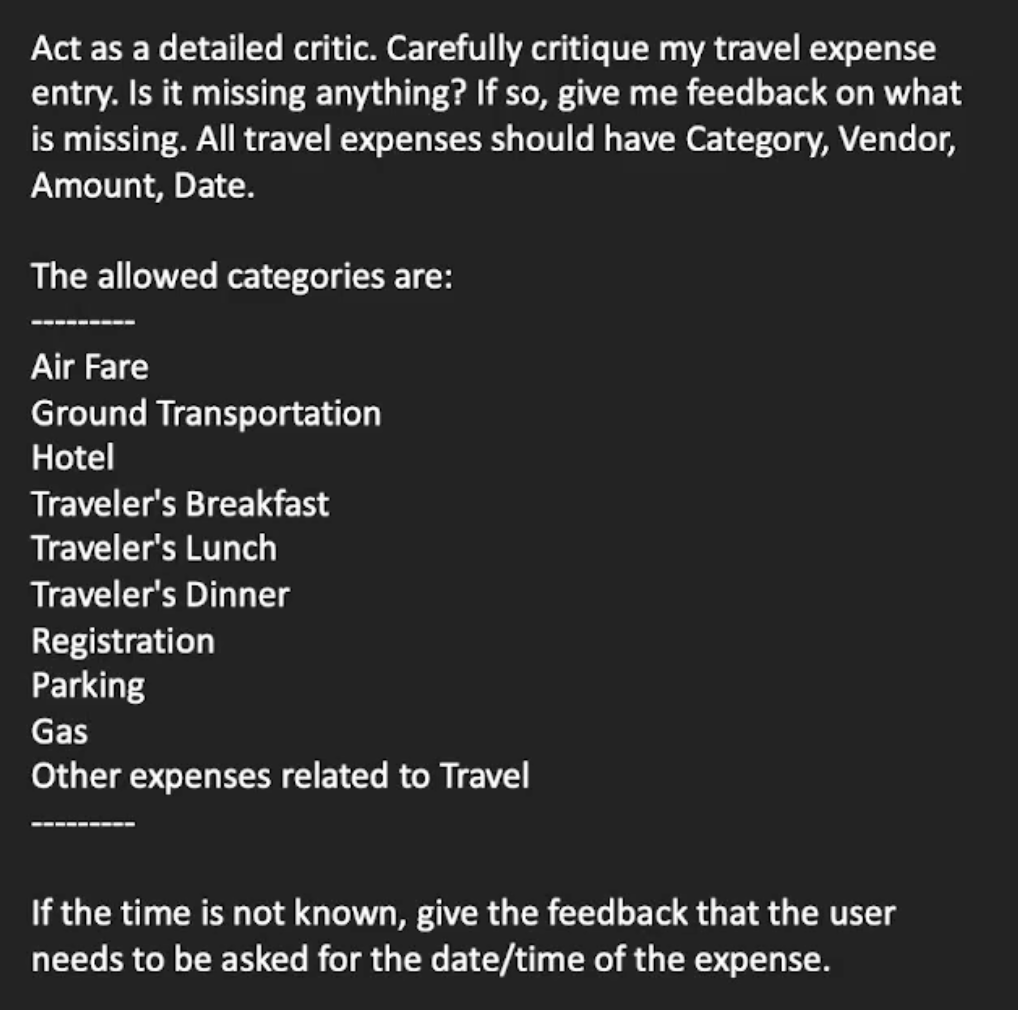 Act as a detailed critic. Carefully critique my travel expense
entry. Is it missing anything? If so, give me feedback on what
is missing. All travel expenses should have Category, Vendor,
Amount, Date.
The allowed categories are:
---------
Air Fare
Ground Transportation
Hotel
Traveler's Breakfast
Traveler's Lunch
Traveler's Dinner
Registration
Parking
Gas
Other expenses related to Travel
---------
If the time is not known, give the feedback that the user
needs to be asked for the date/time of the expense.